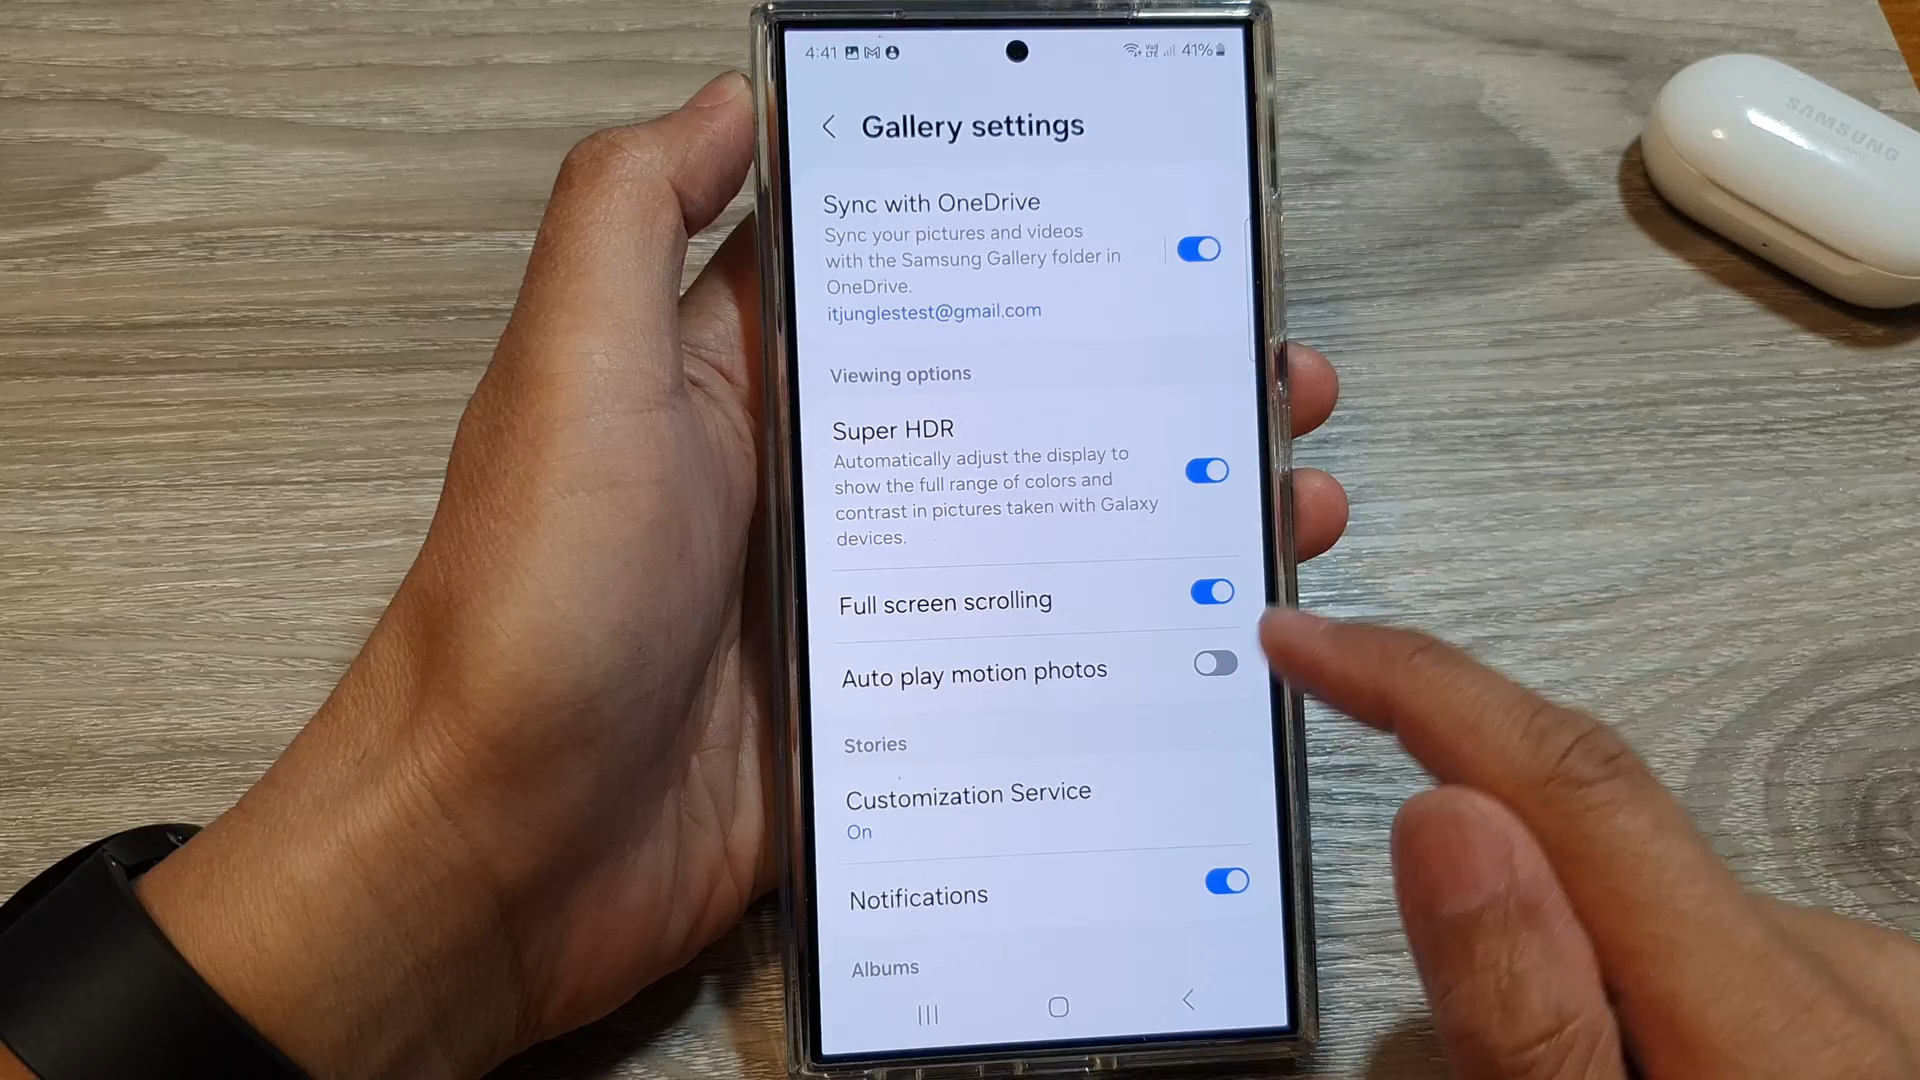 4:41
Vo))
LTE
41%
Gallery settings
Sync with OneDrive
Sync your pictures and videos
with the Samsung Gallery folder in
OneDrive.
itjunglestest@gmail.com
Viewing options
Super HDR
Automatically adjust the display to
show the full range of colors and
contrast in pictures taken with Galaxy
devices.
Full screen scrolling
Auto play motion photos
Stories
Customization Service
On
Notifications
Albums
SAMSUNG